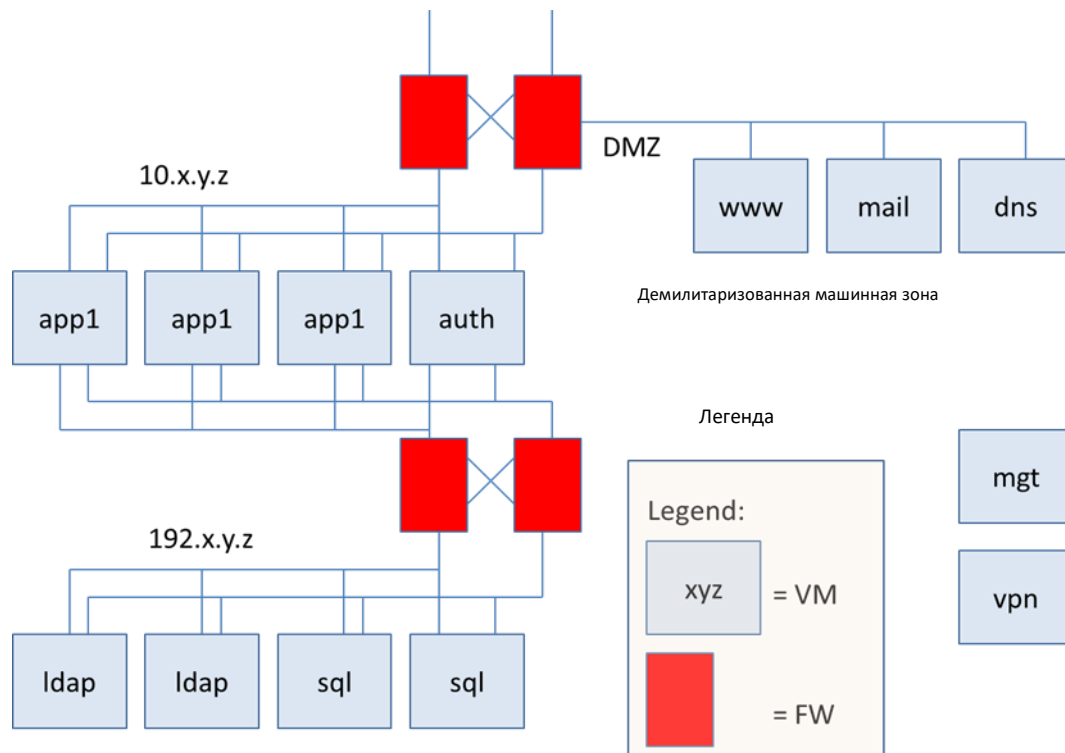 DMZ
10.x.y.z
www
mail
dns
app1
app1
app1
auth
Демилитаризованная машинная зона
Легенда
Legend:
xyz
= VM
= FW
mgt
vpn
192.x.y.z
ldap
ldap
sql
sql